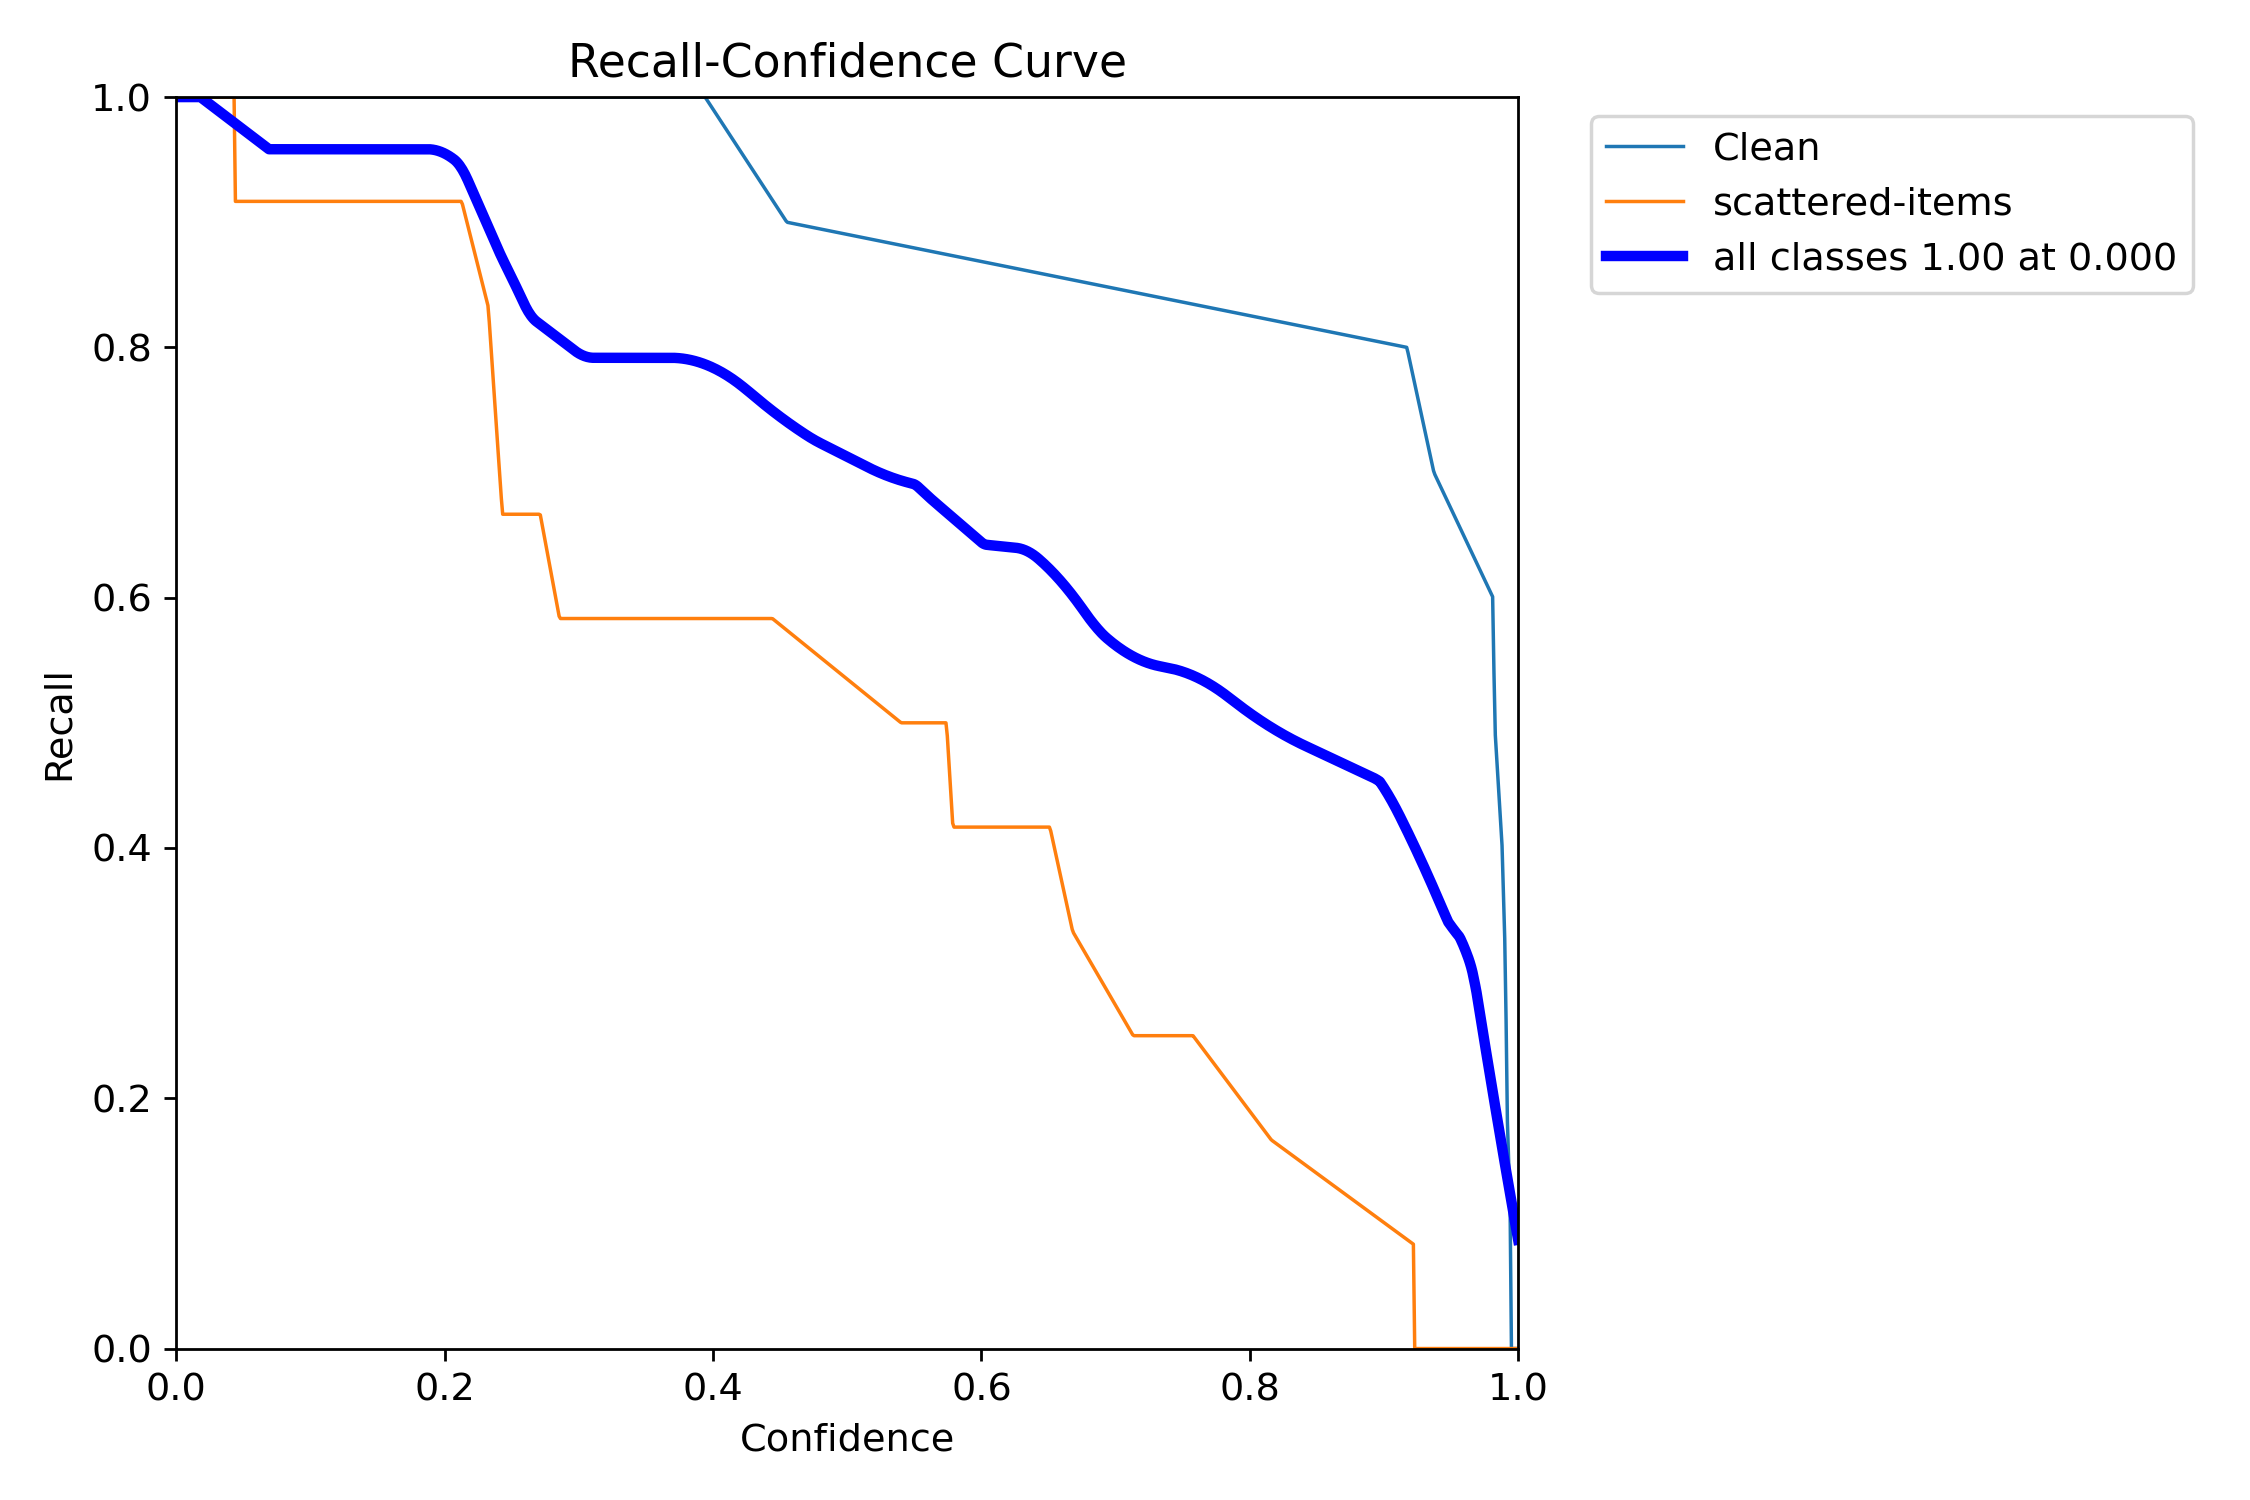 Recall-Confidence Curve
1.0
0.8
0.6
0.4
0.2
0.0
Recall
0.0 0.2 0.4 0.6 0.8 1.0
Confidence
Clean
scattered-items
all classes 1.00 at 0.000